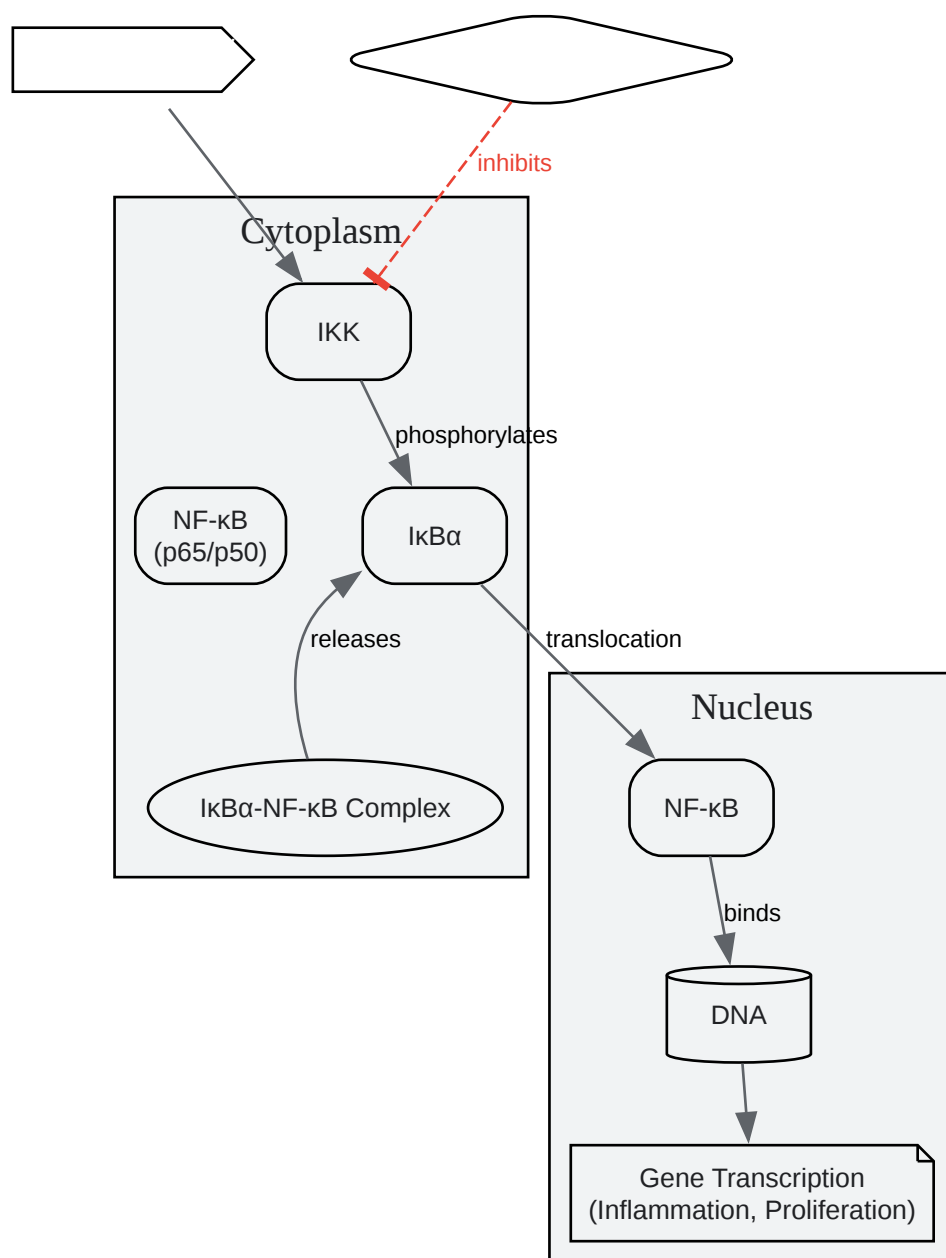 inhibits
Cytoplasm
IKK
phosphorylates
NF-κB
(p65/p50)
IκBα
releases
translocation
IκBα-NF-κB Complex
Nucleus
NF-κB
binds
DNA
Gene Transcription
(Inflammation, Proliferation)